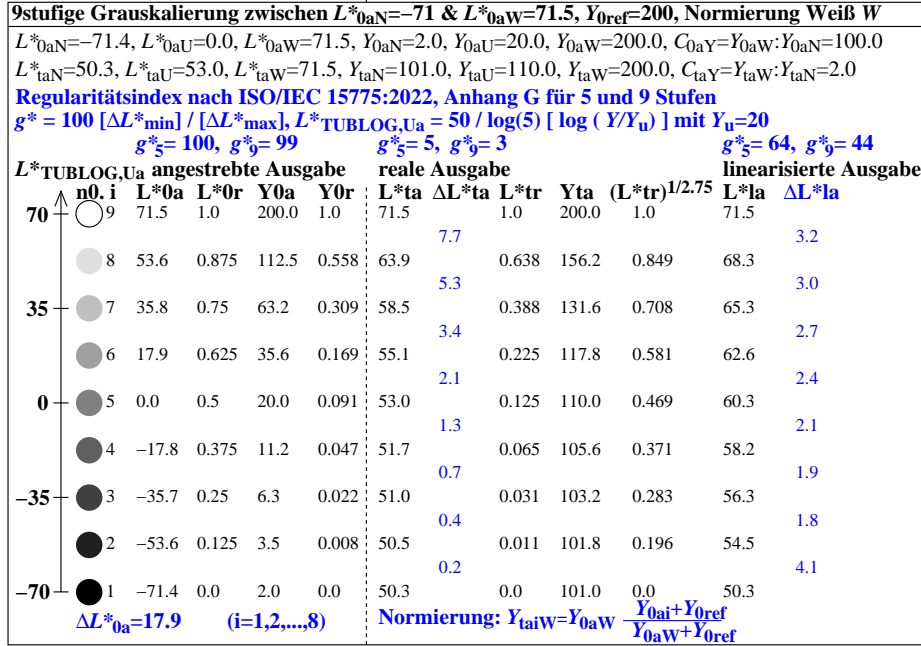 9stufige Grauskalierung zwischen L*0aN=−71 & L*0aW=71.5, Y0ref=200, Normierung Weiß W
L*0aN=−71.4, L*0aU=0.0, L*0aW=71.5, Y0aN=2.0, Y0aU=20.0, Y0aW=200.0, C0aY=Y0aW:Y0aN=100.0
L*taN=50.3, L*taU=53.0, L*taW=71.5, YtaN=101.0, YtaU=110.0, YtaW=200.0, CtaY=YtaW:YtaN=2.0
Regularitätsindex nach ISO/IEC 15775:2022, Anhang G für 5 und 9 Stufen
g* = 100 [ΔL*min] / [ΔL*max], L*TUBLOG,Ua = 50 / log(5) [ log ( Y/Yu) ] mit Yu=20
g*5= 100, g*9= 99 g*5= 5, g*9= 3 g*5= 64, g*9= 44
L*TUBLOG,Ua angestrebte Ausgabe reale Ausgabe linearisierte Ausgabe
n0. i L*0a L*0r Y0a Y0r L*ta ΔL*ta L*tr Yta (L*tr)1/2.75 L*la ΔL*la
70 9 71.5 1.0 200.0 1.0 71.5 1.0 200.0 1.0 71.5
7.7 3.2
8 53.6 0.875 112.5 0.558 63.9 0.638 156.2 0.849 68.3
5.3 3.0
35 7 35.8 0.75 63.2 0.309 58.5 0.388 131.6 0.708 65.3
3.4 2.7
6 17.9 0.625 35.6 0.169 55.1 0.225 117.8 0.581 62.6
2.1 2.4
0 5 0.0 0.5 20.0 0.091 53.0 0.125 110.0 0.469 60.3
1.3 2.1
4 −17.8 0.375 11.2 0.047 51.7 0.065 105.6 0.371 58.2
0.7 1.9
−35 3 −35.7 0.25 6.3 0.022 51.0 0.031 103.2 0.283 56.3
0.4 1.8
2 −53.6 0.125 3.5 0.008 50.5 0.011 101.8 0.196 54.5
0.2 4.1
−70 1 −71.4 0.0 2.0 0.0 50.3 0.0 101.0 0.0 50.3
ΔL*0a=17.9 (i=1,2,...,8) Normierung: YtaiW=Y0aW Y0ai+Y0ref
Y0aW+Y0ref